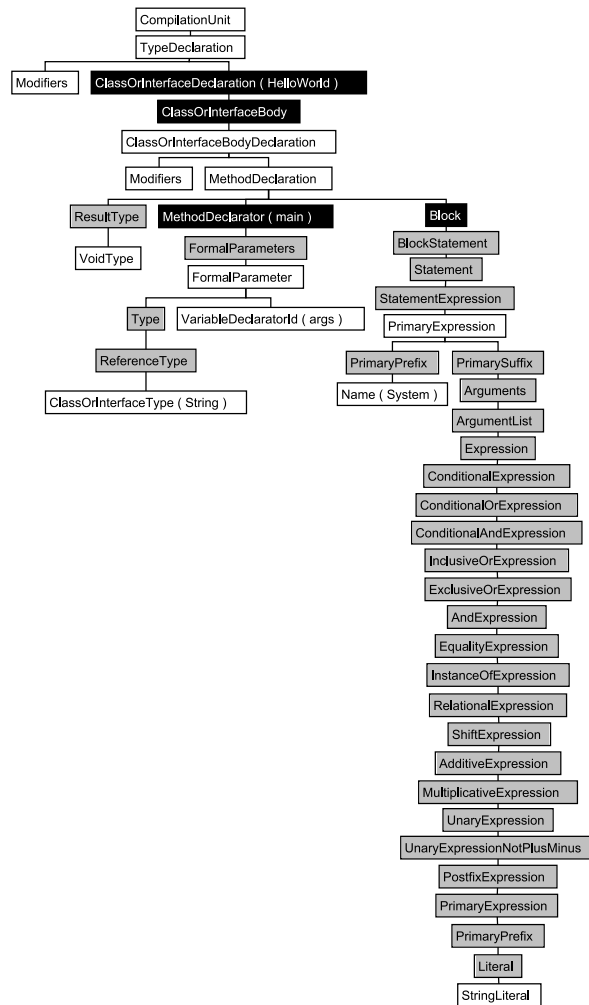 CompilationUnit
TypeDeclaration
Modifiers
ClassOrInterfaceDeclaration ( HelloWorld )
ClassOrInterfaceBody
ClassOrInterfaceBodyDeclaration
Modifiers
MethodDeclaration
ResultType
MethodDeclarator ( main )
Block
VoidType
FormalParameters
BlockStatement
FormalParameter
Statement
Type
VariableDeclaratorId ( args )
StatementExpression
ReferenceType
PrimaryExpression
ClassOrInterfaceType ( String )
PrimaryPrefix
PrimarySuffix
Name ( System )
Arguments
ArgumentList
Expression
ConditionalExpression
ConditionalOrExpression
ConditionalAndExpression
InclusiveOrExpression
ExclusiveOrExpression
AndExpression
EqualityExpression
InstanceOfExpression
RelationalExpression
ShiftExpression
AdditiveExpression
MultiplicativeExpression
UnaryExpression
UnaryExpressionNotPlusMinus
PostfixExpression
PrimaryExpression
PrimaryPrefix
Literal
StringLiteral